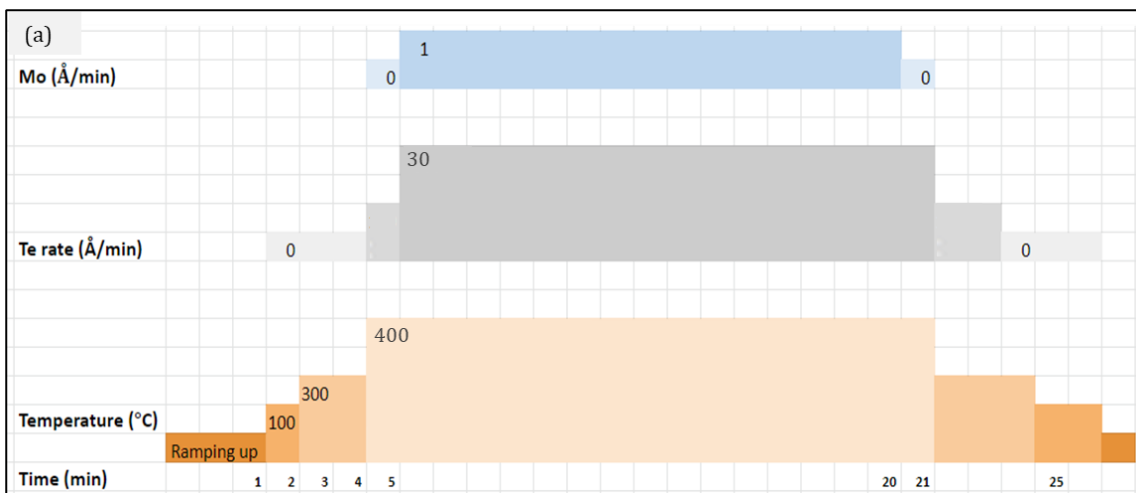 (a)
1
Mo (Å/min) 0 0
30
Te rate (Å/min) 0 0
400
300
Temperature (°C) 100
Ramping up
Time (min) 1 2 3 4 5 20 21 25